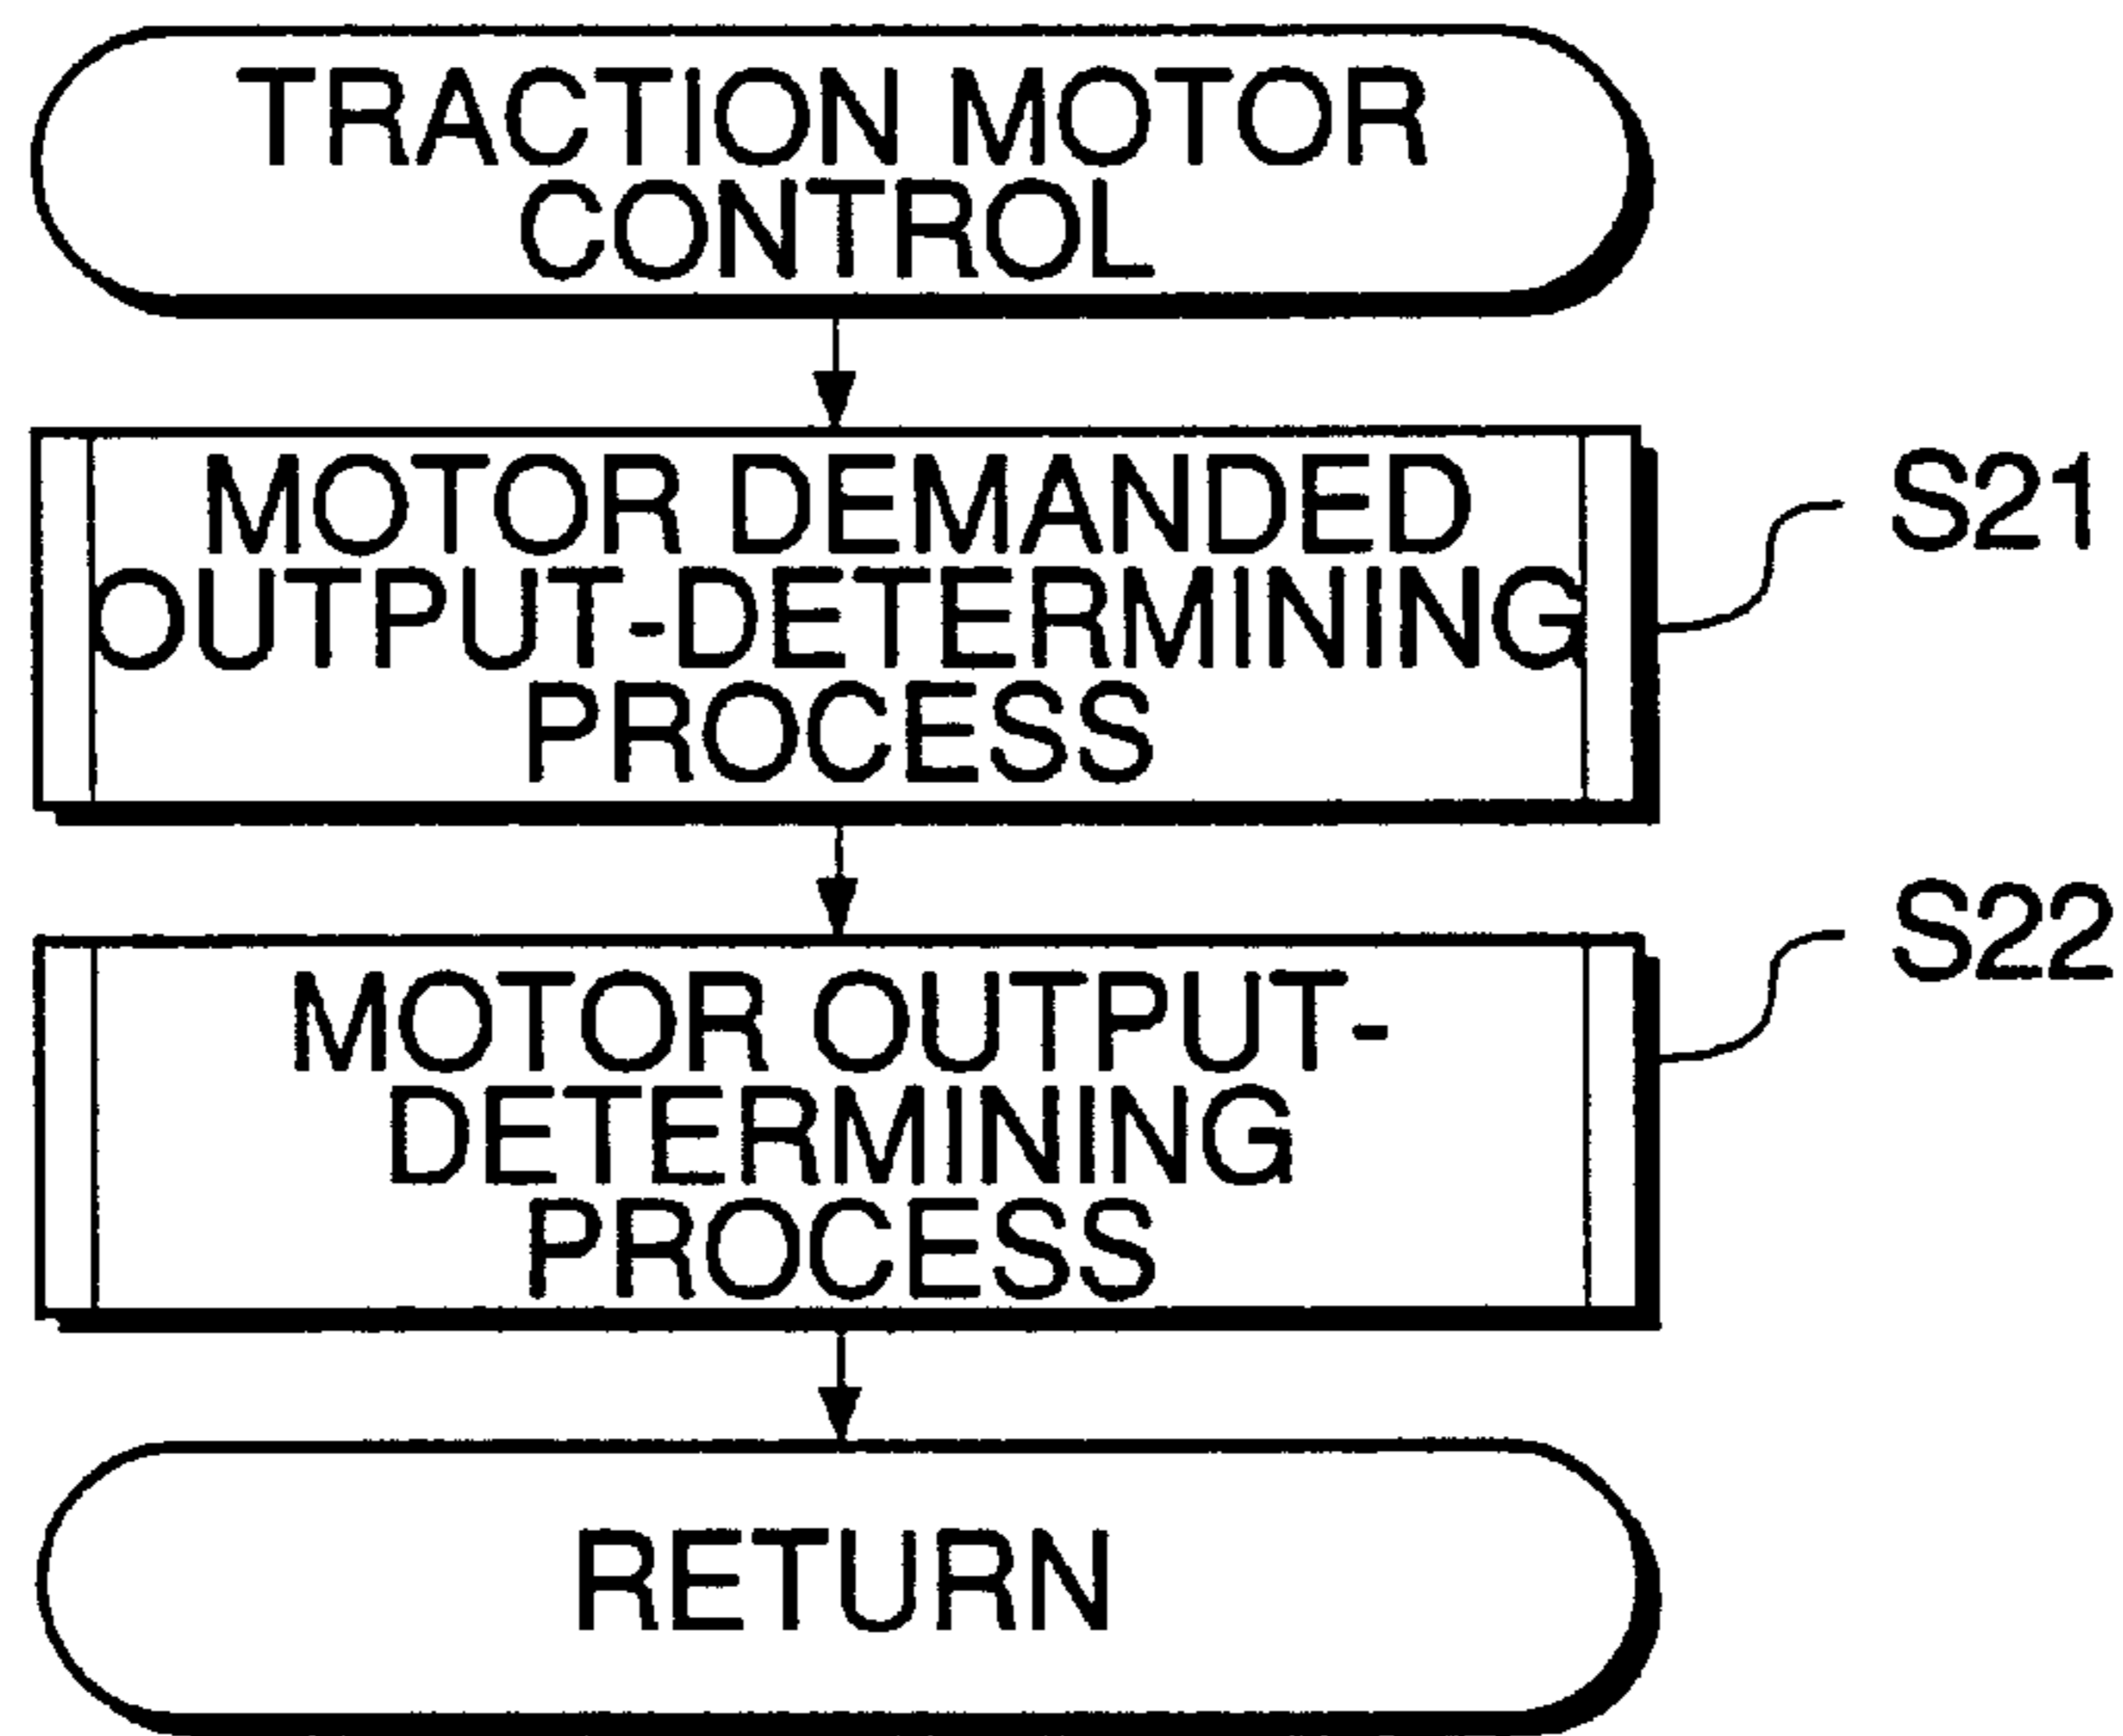 TRACTION MOTOR
CONTROL
MOTOR DEMANDED
OUTPUT-DETERMINING
PROCESS
S21
MOTOR OUTPUT-
DETERMINING
PROCESS
S22
RETURN